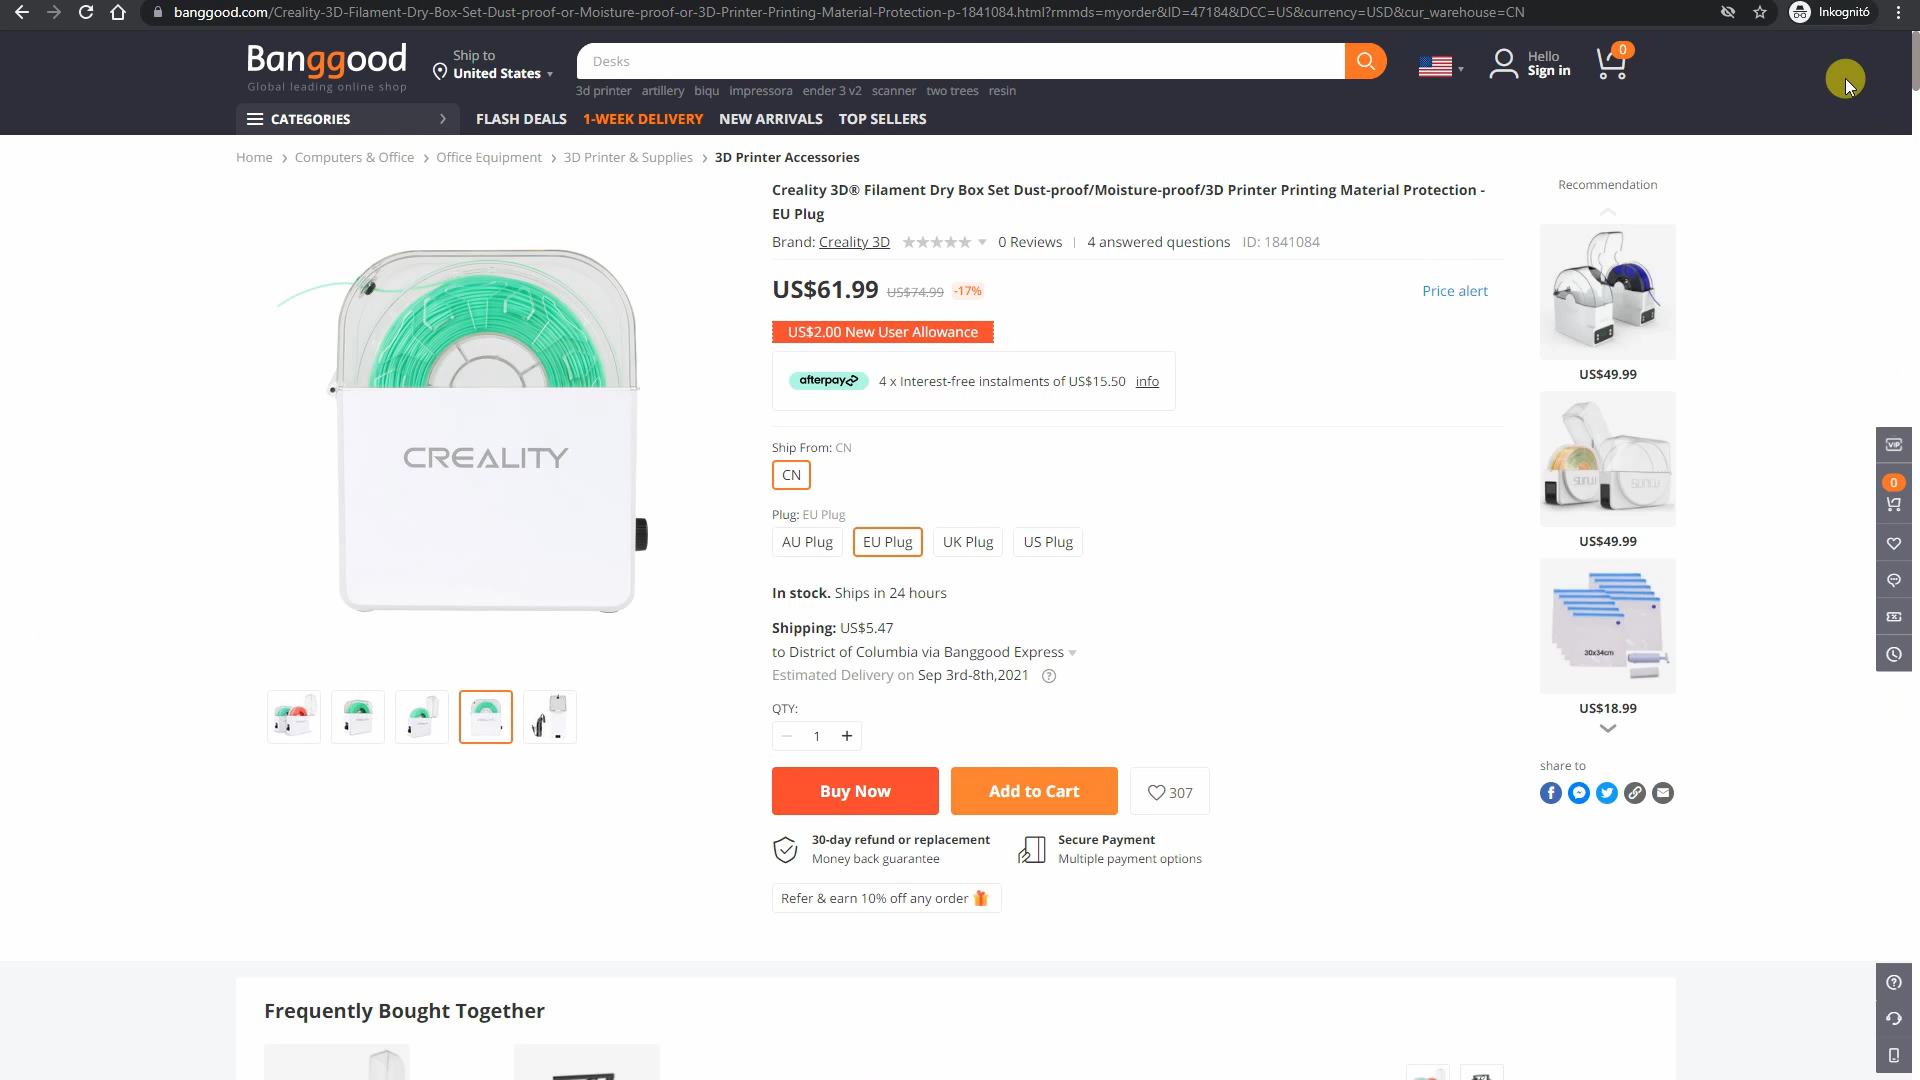 banggood.com/Creality-3D-Filament-Dry-Box-Set-Dust-proof-or-Moisture-proof-or-3D-Printer-Printing-Material-Protection-p-1841084.html?rmmds=myorder&ID=47184&DCC=US&currency=USD&cur_warehouse=CN
Inkognitó
Banggood
Global leading online shop
Ship to
United States
Desks
Hello
Sign in
0
3d printer artillery biqu impressora ender 3 v2 scanner two trees resin
CATEGORIES
FLASH DEALS 1-WEEK DELIVERY NEW ARRIVALS TOP SELLERS
Home > Computers & Office > Office Equipment > 3D Printer & Supplies > 3D Printer Accessories
Creality 3D® Filament Dry Box Set Dust-proof/Moisture-proof/3D Printer Printing Material Protection -
EU Plug
Brand: Creality 3D 0 Reviews | 4 answered questions ID: 1841084
US$61.99 US$74.99 -17%
Price alert
US$2.00 New User Allowance
afterpay 4 x Interest-free instalments of US$15.50 info
Ship From: CN
CN
Plug: EU Plug
AU Plug
EU Plug
UK Plug
US Plug
In stock. Ships in 24 hours
Shipping: US$5.47
to District of Columbia via Banggood Express
Estimated Delivery on Sep 3rd-8th,2021
QTY:
1
Buy Now
Add to Cart
307
30-day refund or replacement
Money back guarantee
Secure Payment
Multiple payment options
Refer & earn 10% off any order
CREALITY
CREALITY
Recommendation
US$49.99
SUNLU
SUNLU
US$49.99
30x34cm
US$18.99
share to
VIP
0
Frequently Bought Together